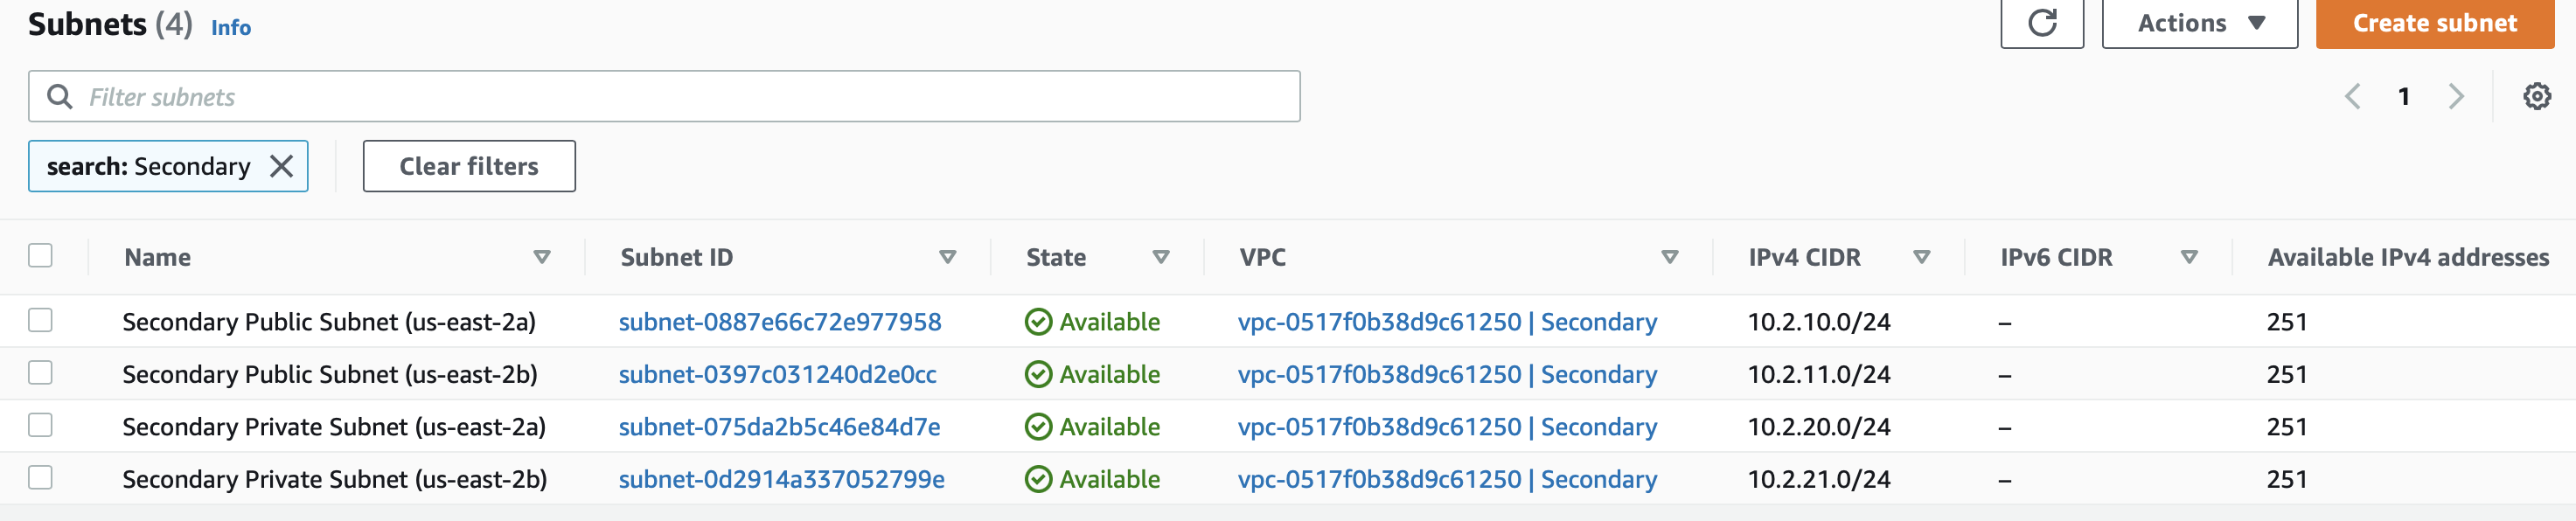 Subnets (4) Info Actions Create subnet
Filter subnets 1
search: Secondary Clear filters
Name Subnet ID State VPC IPv4 CIDR IPv6 CIDR Available IPv4 addresses
Secondary Public Subnet (us-east-2a) subnet-0887e66c72e977958 Available vpc-0517f0b38d9c61250 | Secondary 10.2.10.0/24 – 251
Secondary Public Subnet (us-east-2b) subnet-0397c031240d2e0cc Available vpc-0517f0b38d9c61250 | Secondary 10.2.11.0/24 – 251
Secondary Private Subnet (us-east-2a) subnet-075da2b5c46e84d7e Available vpc-0517f0b38d9c61250 | Secondary 10.2.20.0/24 – 251
Secondary Private Subnet (us-east-2b) subnet-0d2914a337052799e Available vpc-0517f0b38d9c61250 | Secondary 10.2.21.0/24 – 251